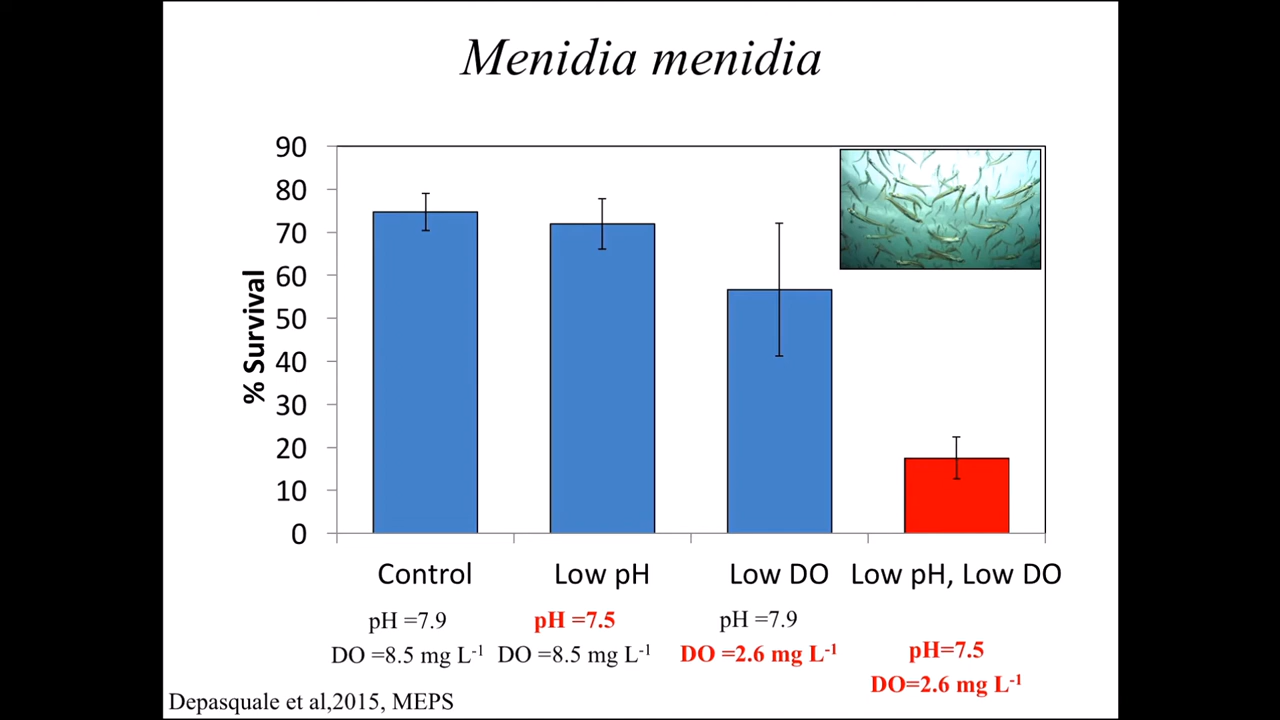 Menidia menidia
90
80
70
60
50
40
30
20
10
0
% Survival
Control Low pH Low DO Low pH, Low DO
pH =7.9 pH =7.5 pH =7.9
DO =8.5 mg L-1 DO =8.5 mg L-1 DO =2.6 mg L-1 pH=7.5
DO=2.6 mg L-1
Depasquale et al,2015, MEPS